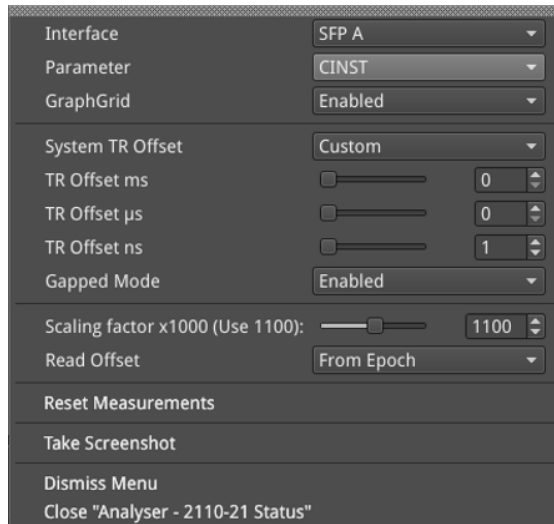 Interface SFP A
Parameter CINST
GraphGrid Enabled
System TR Offset Custom
TR Offset ms 0
TR Offset µs 0
TR Offset ns 1
Gapped Mode Enabled
Scaling factor x1000 (Use 1100): 1100
Read Offset From Epoch
Reset Measurements
Take Screenshot
Dismiss Menu
Close "Analyser - 2110-21 Status"